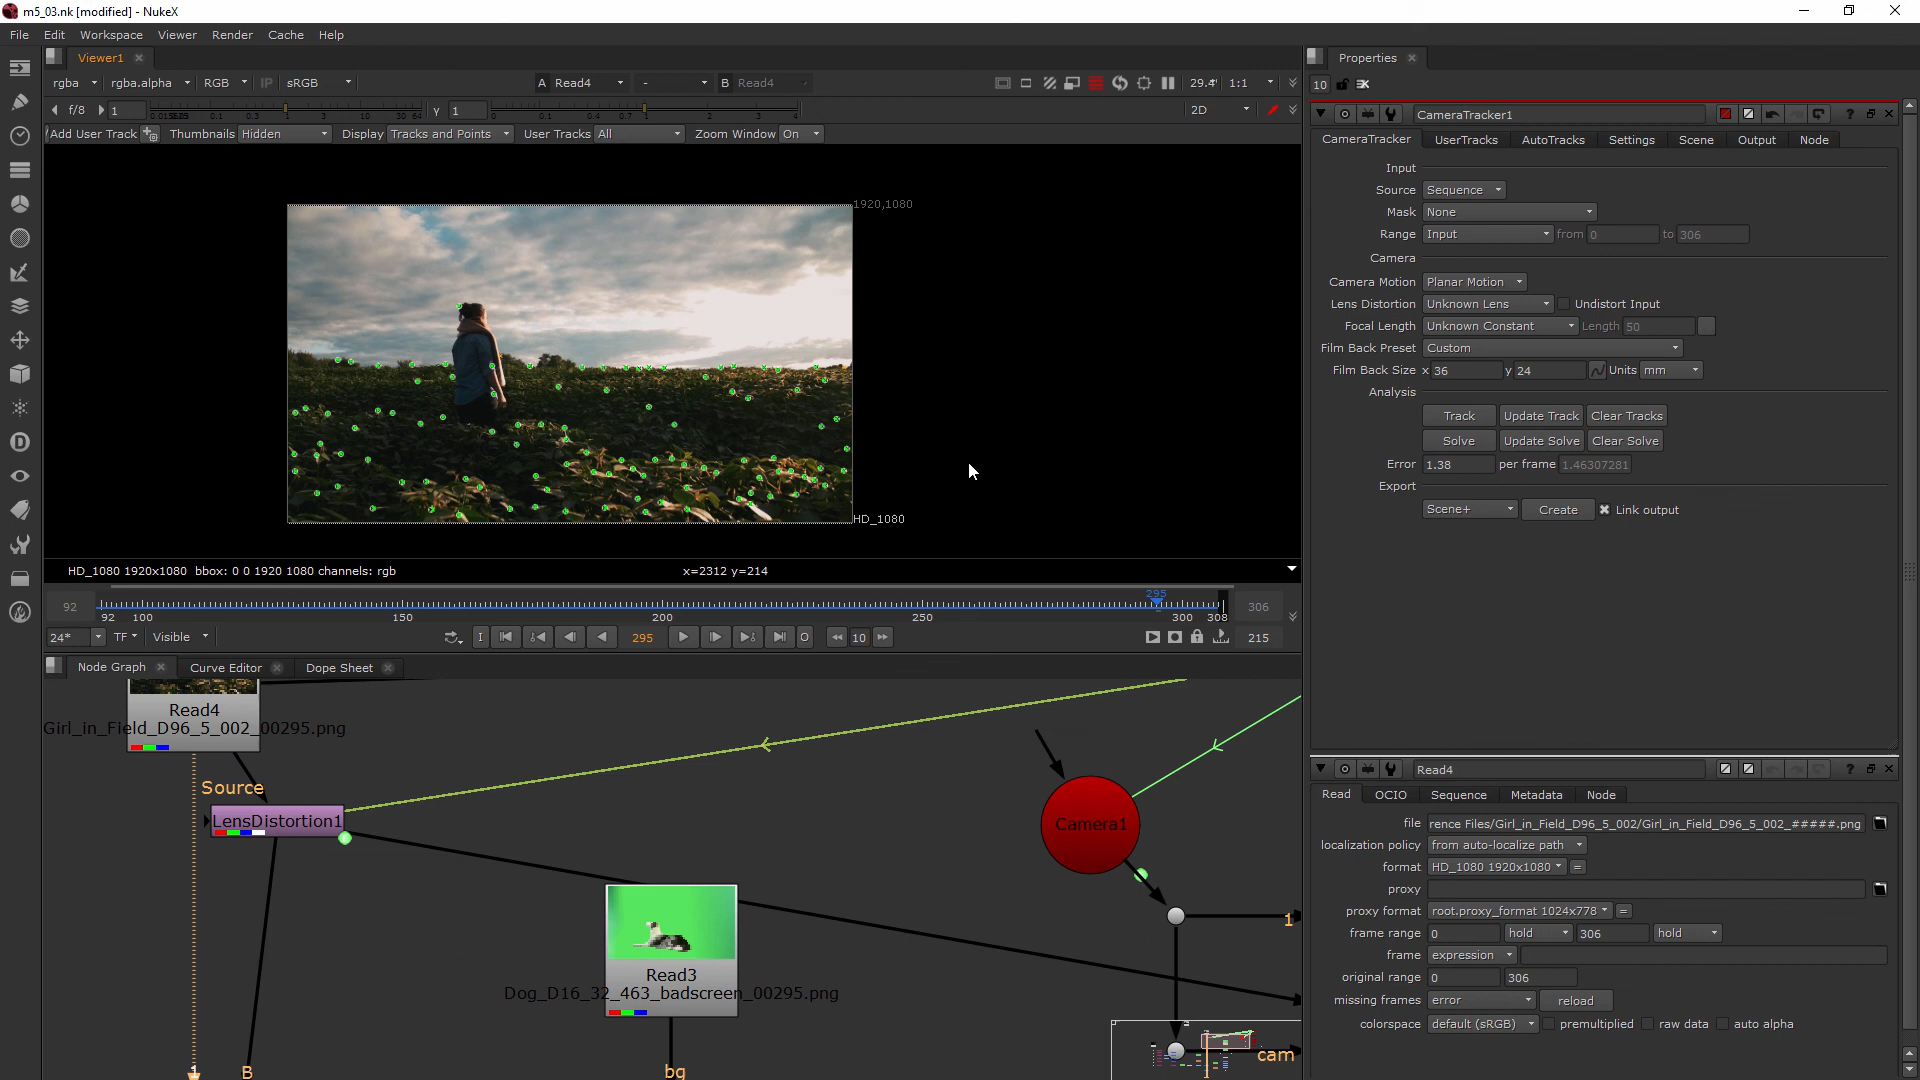 m5_03.nk [modified] - NukeX
File Edit Workspace Viewer Render Cache Help
Viewer1
rgba rgba.alpha RGB IP sRGB A Read4 - B Read4 1:1
f/8 1 Y 1 2D
Add User Track Thumbnails Hidden Display Tracks and Points User Tracks All Zoom Window On
1920,1080
HD_1080
HD_1080 1920x1080 bbox: 0 0 1920 1080 channels: rgb x=2312 y=214
92 295 306
92 100 150 200 250 300 308
24* TF Visible I 295 O 10 215
Node Graph Curve Editor Dope Sheet
Read4
Girl_in_Field_D96_5_002_00295.png
Source
LensDistortion1
Camera1
1
Read3
Dog_D16_32_463_badscreen_00295.png
cam
1 B bg
Properties
10
CameraTracker1
CameraTracker UserTracks AutoTracks Settings Scene Output Node
Input
Source Sequence
Mask None
Range Input from 0 to 306
Camera
Camera Motion Planar Motion
Lens Distortion Unknown Lens Undistort Input
Focal Length Unknown Constant Length 50
Film Back Preset Custom
Film Back Size x 36 y 24 Units mm
Analysis
Track Update Track Clear Tracks
Solve Update Solve Clear Solve
Error 1.38 per frame 1.46307281
Export
Scene+ Create Link output
Read4
Read OCIO Sequence Metadata Node
file rence Files/Girl_in_Field_D96_5_002/Girl_in_Field_D96_5_002_#####.png
localization policy from auto-localize path
format HD_1080 1920x1080 =
proxy
proxy format root.proxy_format 1024x778 =
frame range 0 hold 306 hold
frame expression
original range 0 306
missing frames error reload
colorspace default (sRGB) premultiplied raw data auto alpha